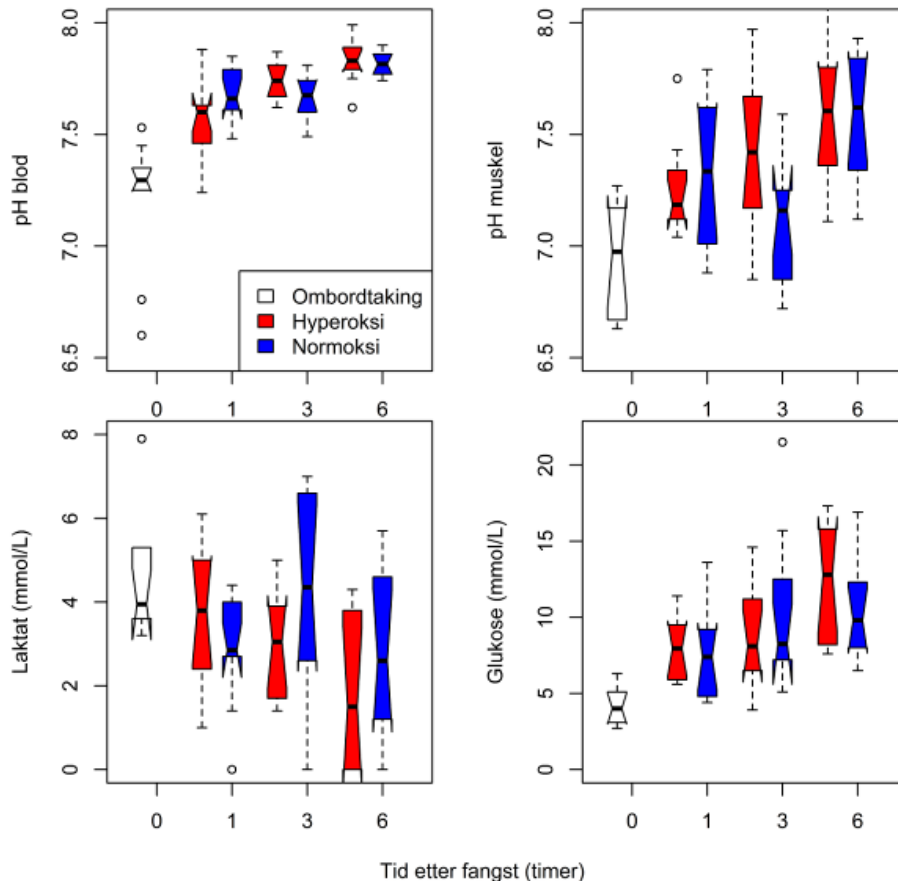 8.0
7.5
7.0
6.5
pH blod
Ombordtaking
Hyperoksi
Normoksi
0 1 3 6
8.0
7.5
7.0
6.5
pH muskel
0 1 3 6
8
6
4
2
0
Laktat (mmol/L)
0 1 3 6
20
15
10
5
0
Glukose (mmol/L)
0 1 3 6
Tid etter fangst (timer)